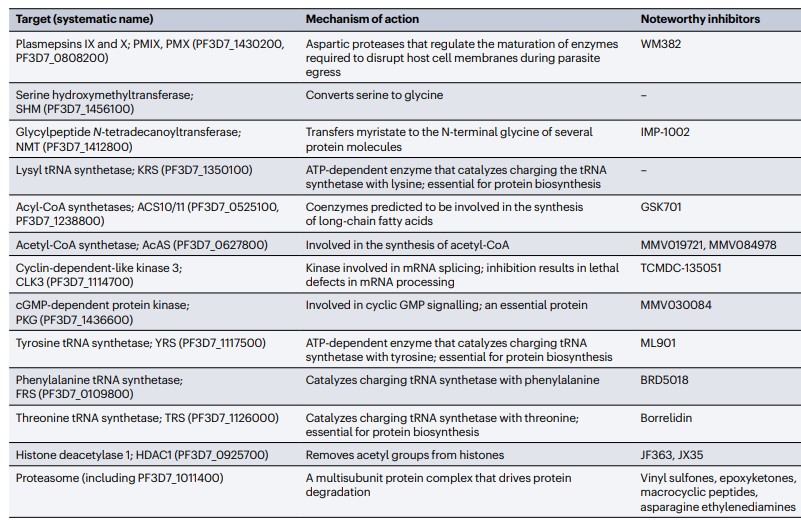 Target (systematic name) Mechanism of action Noteworthy inhibitors
Plasmepsins IX and X; PMIX, PMX (PF3D7_1430200, Aspartic proteases that regulate the maturation of enzymes WM382
PF3D7_0808200) required to disrupt host cell membranes during parasite
egress
Serine hydroxymethyltransferase; Converts serine to glycine –
SHM (PF3D7_1456100)
Glycylpeptide N-tetradecanoyltransferase; Transfers myristate to the N-terminal glycine of several IMP-1002
NMT (PF3D7_1412800) protein molecules
Lysyl tRNA synthetase; KRS (PF3D7_1350100) ATP-dependent enzyme that catalyzes charging the tRNA –
synthetase with lysine; essential for protein biosynthesis
Acyl-CoA synthetases; ACS10/11 (PF3D7_0525100, Coenzymes predicted to be involved in the synthesis GSK701
PF3D7_1238800) of long-chain fatty acids
Acetyl-CoA synthetase; AcAS (PF3D7_0627800) Involved in the synthesis of acetyl-CoA MMV019721, MMV084978
Cyclin-dependent-like kinase 3; Kinase involved in mRNA splicing; inhibition results in lethal TCMDC-135051
CLK3 (PF3D7_1114700) defects in mRNA processing
cGMP-dependent protein kinase; Involved in cyclic GMP signalling; an essential protein MMV030084
PKG (PF3D7_1436600)
Tyrosine tRNA synthetase; YRS (PF3D7_1117500) ATP-dependent enzyme that catalyzes charging tRNA ML901
synthetase with tyrosine; essential for protein biosynthesis
Phenylalanine tRNA synthetase; Catalyzes charging tRNA synthetase with phenylalanine BRD5018
FRS (PF3D7_0109800)
Threonine tRNA synthetase; TRS (PF3D7_1126000) Catalyzes charging tRNA synthetase with threonine; Borrelidin
essential for protein biosynthesis
Histone deacetylase 1; HDAC1 (PF3D7_0925700) Removes acetyl groups from histones JF363, JX35
Proteasome (including PF3D7_1011400) A multisubunit protein complex that drives protein Vinyl sulfones, epoxyketones,
degradation macrocyclic peptides,
asparagine ethylenediamines